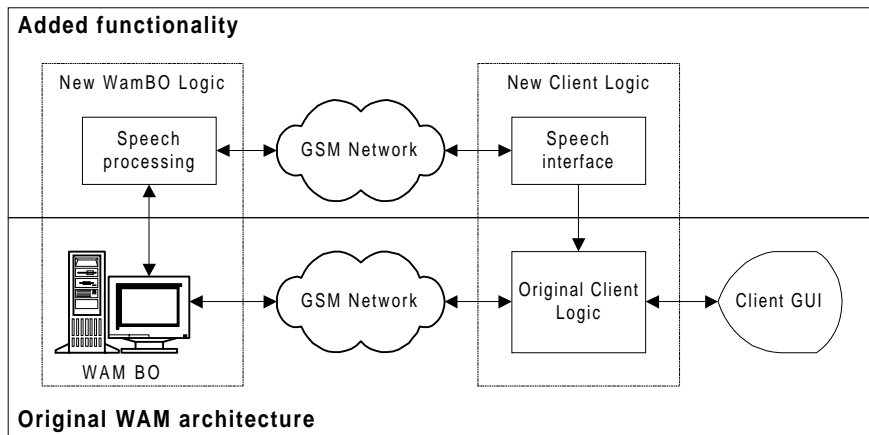 Added functionality
New WamBO Logic
New Client Logic
Speech
processing
GSM Network
Speech
interface
GSM Network
Original Client
Logic
Client GUI
WAM BO
Original WAM architecture